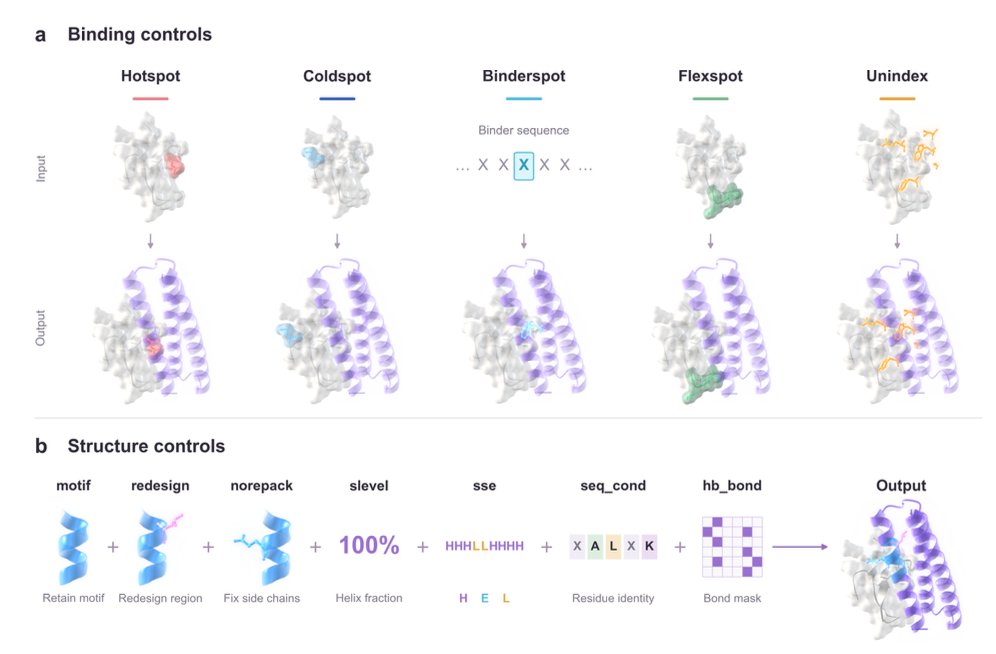 a Binding controls
Hotspot Coldspot Binderspot Flexspot Unindex
Input
Binder sequence
... X X X X X ...
Output
b Structure controls
motif redesign norepack slevel sse seq_cond hb_bond Output
+ + + 100% + HHHLLHHHH + X A L X K +
Retain motif Redesign region Fix side chains Helix fraction H E L Residue identity Bond mask